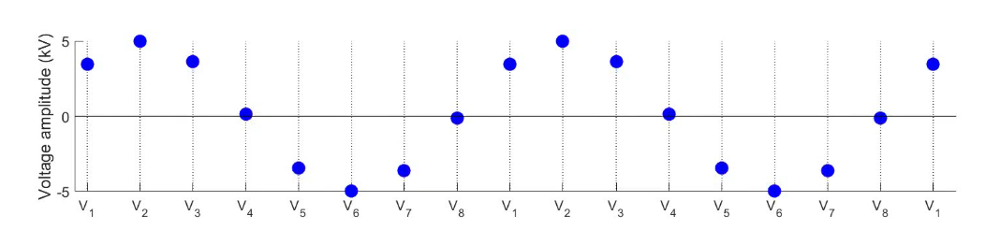 Voltage amplitude (kV)
5
0
-5
V1 V2 V3 V4 V5 V6 V7 V8 V1 V2 V3 V4 V5 V6 V7 V8 V1